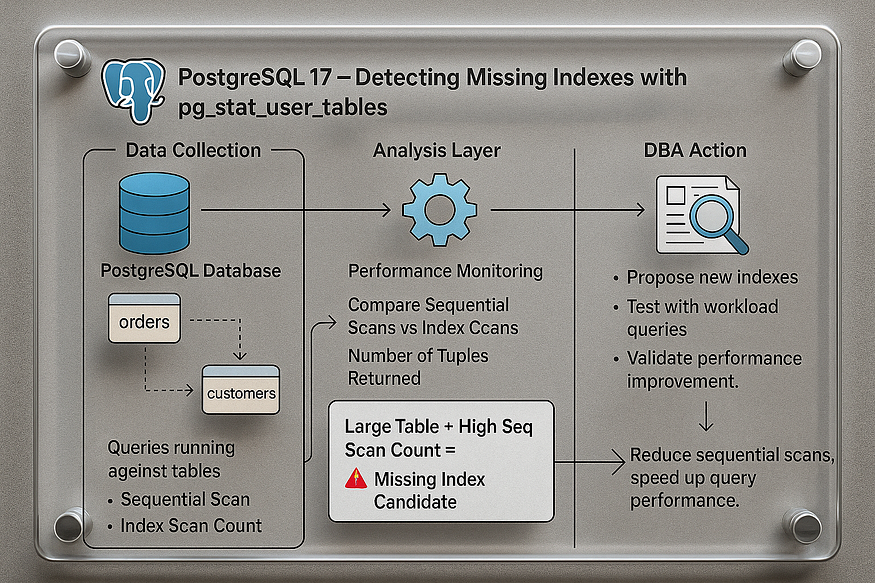 PostgreSQL 17 – Detecting Missing Indexes with
pg_stat_user_tables
Data Collection
PostgreSQL Database
orders
customers
Queries running
against tables
• Sequential Scan
• Index Scan Count
Analysis Layer
Performance Monitoring
Compare Sequential
Scans vs Index Ccans
Number of Tuples
Returned
Large Table + High Seq
Scan Count =
Missing Index
Candidate
DBA Action
• Propose new indexes
• Test with workload
queries
• Validate performance
improvement.
Reduce sequential scans,
speed up query
performance.